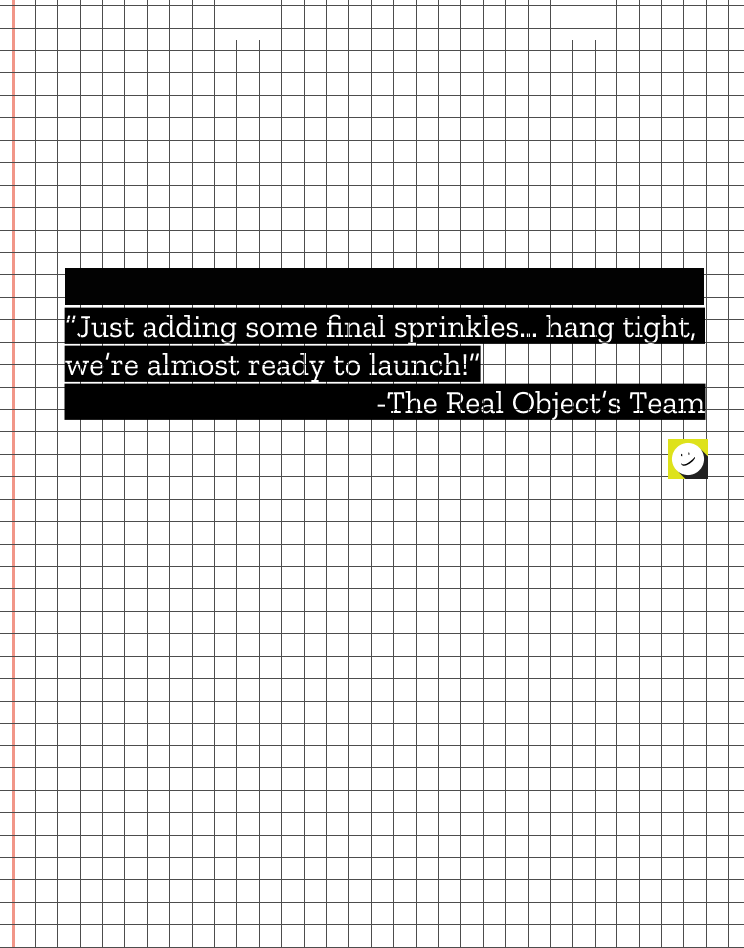 “Just adding some final sprinkles... hang tight,
we’re almost ready to launch!”
-The Real Object’s Team